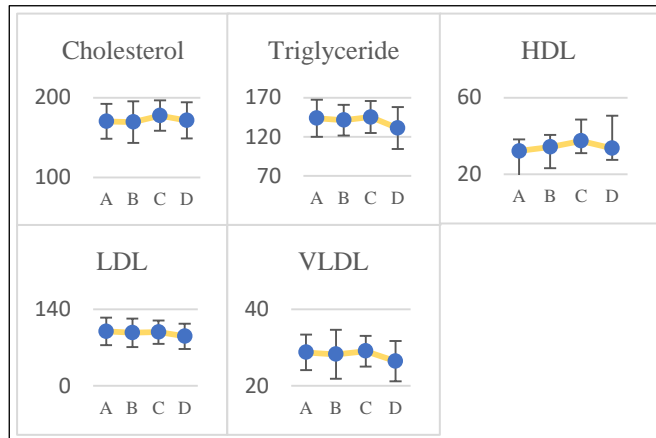 Cholesterol
200
100
A B C D
Triglyceride
170
120
70
A B C D
HDL
60
20
A B C D
LDL
140
0
A B C D
VLDL
40
20
A B C D